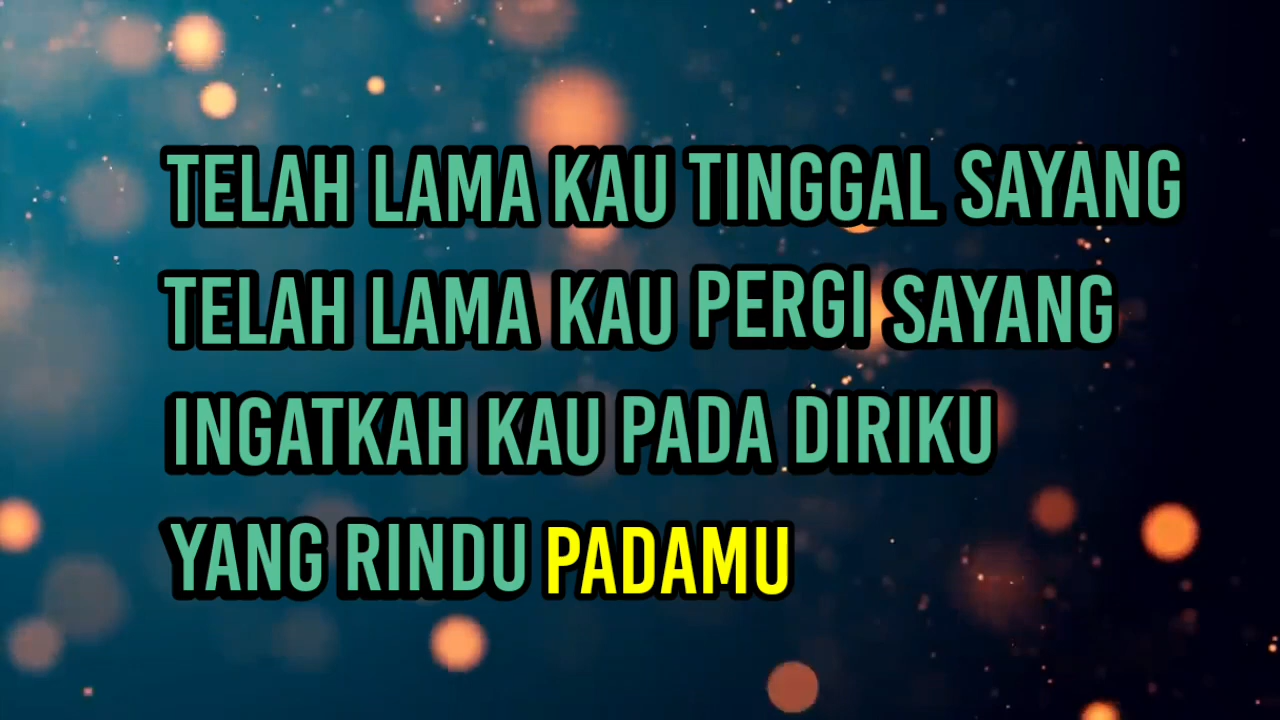 TELAH LAMA KAU TINGGAL SAYANG
TELAH LAMA KAU PERGI SAYANG
INGATKAH KAU PADA DIRIKU
YANG RINDU PADAMU